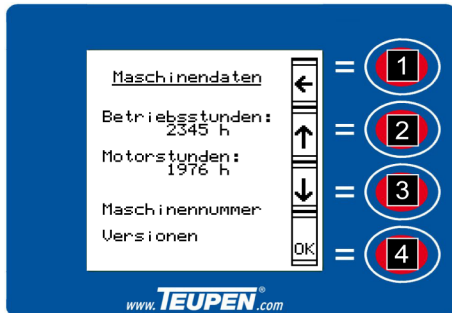 Maschinendaten
Betriebsstunden:
2345 h
Motorstunden:
1976 h
Maschinennummer
Versionen
←
↑
↓
OK
= 1
= 2
= 3
= 4
www.TEUPEN®.com